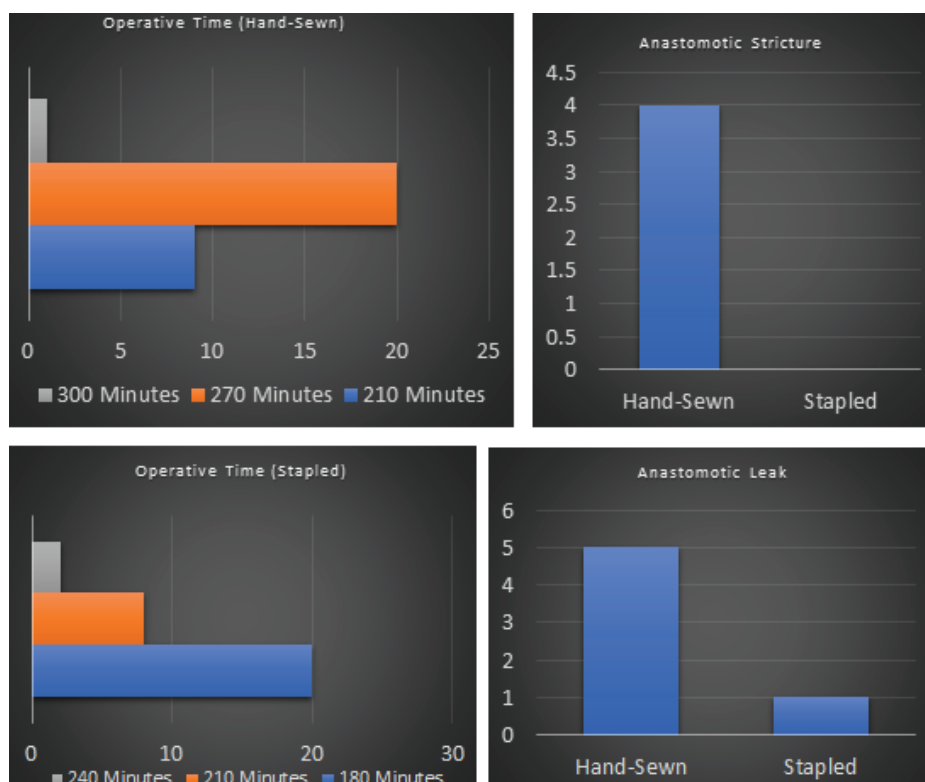 Operative Time (Hand-Sewn)
0 5 10 15 20 25
300 Minutes 270 Minutes 210 Minutes
Anastomotic Stricture
4.5
4
3.5
3
2.5
2
1.5
1
0.5
0
Hand-Sewn Stapled
Operative Time (Stapled)
0 10 20 30
240 Minutes 210 Minutes 180 Minutes
Anastomotic Leak
6
5
4
3
2
1
0
Hand-Sewn Stapled